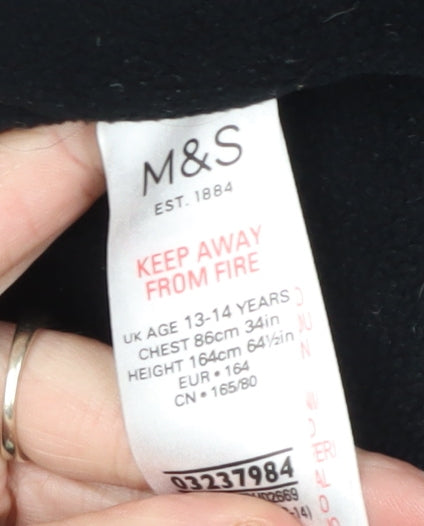 M&S
EST. 1884
KEEP AWAY
FROM FIRE
UK AGE 13-14 YEARS
CHEST 86cm 34in
HEIGHT 164cm 64½in
EUR • 164
CN • 165/80
03237984